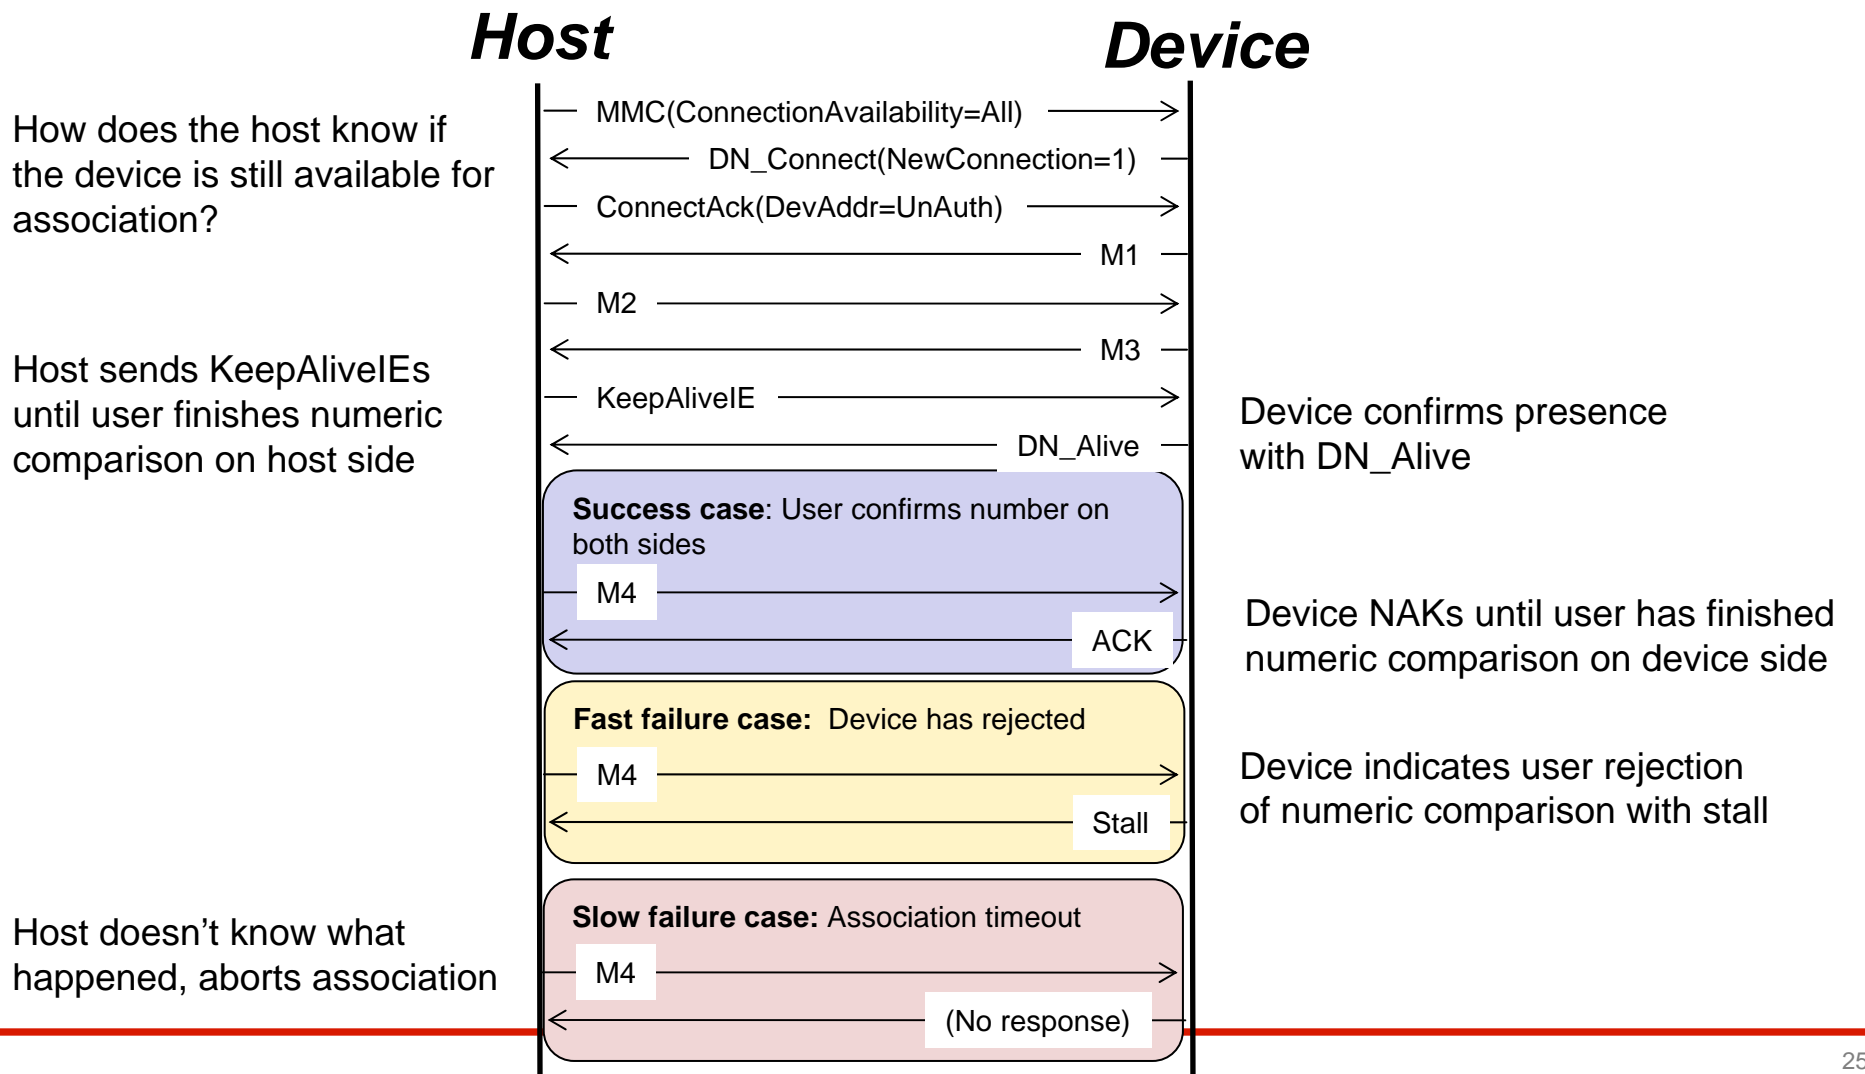 Host
Device
How does the host know if
the device is still available for
association?
MMC(ConnectionAvailability=All)
DN_Connect(NewConnection=1)
ConnectAck(DevAddr=UnAuth)
M1
M2
M3
Host sends KeepAliveIEs
until user finishes numeric
comparison on host side
KeepAliveIE
DN_Alive
Device confirms presence
with DN_Alive
Success case: User confirms number on
both sides
M4
ACK
Device NAKs until user has finished
numeric comparison on device side
Fast failure case:  Device has rejected
M4
Stall
Device indicates user rejection
of numeric comparison with stall
Host doesn’t know what
happened, aborts association
Slow failure case: Association timeout
M4
(No response)
25